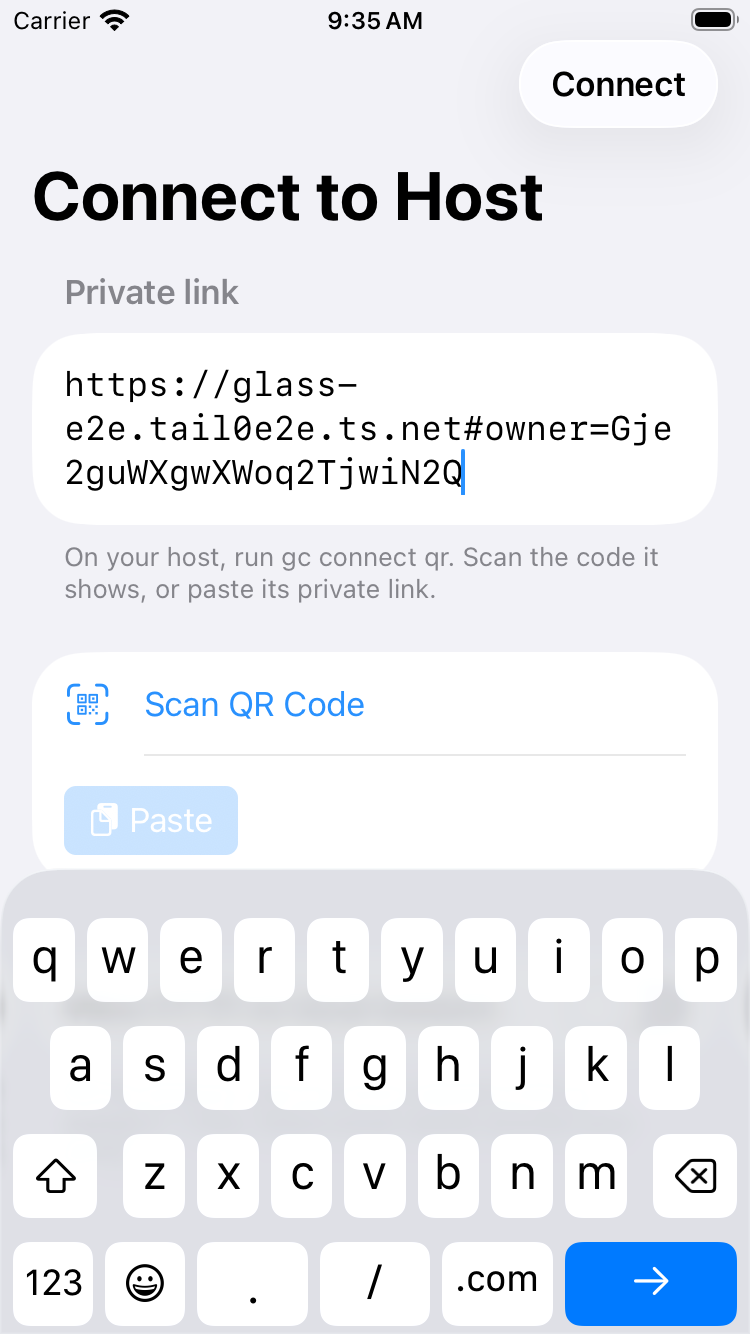 Carrier 9:35 AM
Connect
Connect to Host
Private link
https://glass-
e2e.tail0e2e.ts.net#owner=Gje
2guWXgwXWoq2TjwiN2Q
On your host, run gc connect qr. Scan the code it
shows, or paste its private link.
Scan QR Code
Paste
q w e r t y u i o p
a s d f g h j k l
z x c v b n m
123 . / .com